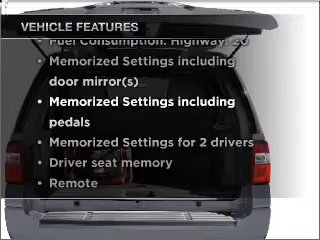 VEHICLE FEATURES
Fuel Consumption: Highway: 20
• Memorized Settings including
door mirror(s)
• Memorized Settings including
pedals
• Memorized Settings for 2 drivers
• Driver seat memory
• Remote